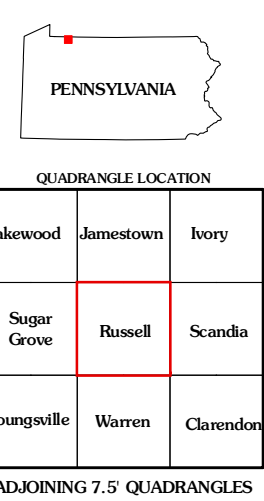 PENNSYLVANIA
QUADRANGLE LOCATION
akewood Jamestown Ivory
Sugar Grove Russell Scandia
oungsville Warren Clarendon
ADJOINING 7.5' QUADRANGLES